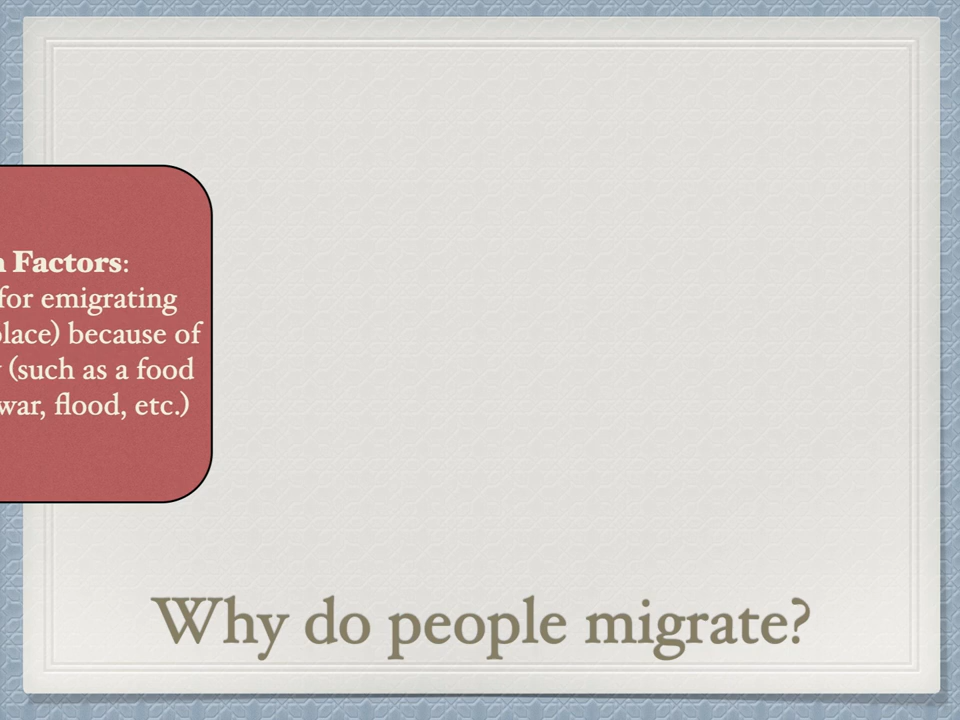 Factors:
for emigrating
place) because of
(such as a food
war, flood, etc.)
Why do people migrate?